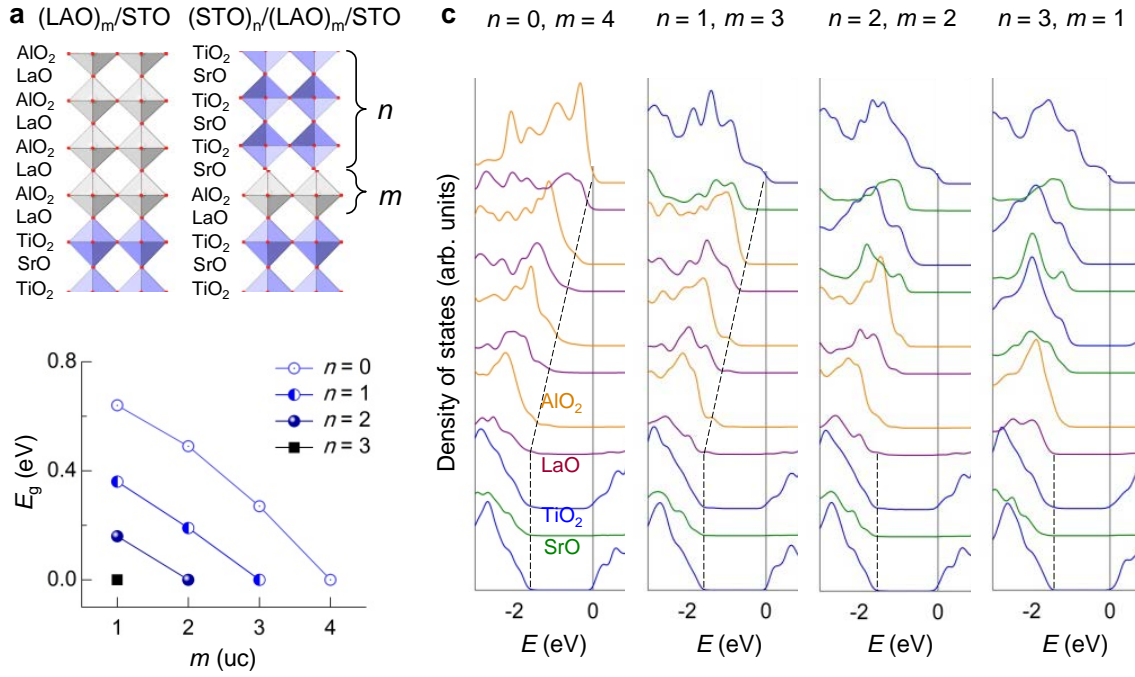 a
(LAO)m/STO (STO)n/(LAO)m/STO
AlO2
LaO
AlO2
LaO
AlO2
LaO
AlO2
LaO
TiO2
SrO
TiO2
TiO2
SrO
TiO2
SrO
TiO2
SrO
AlO2
LaO
TiO2
SrO
TiO2
n
m
0.8
0.4
0.0
Eg (eV)
n = 0
n = 1
n = 2
n = 3
1 2 3 4
m (uc)
c
n = 0, m = 4 n = 1, m = 3 n = 2, m = 2 n = 3, m = 1
Density of states (arb. units)
AlO2
LaO
TiO2
SrO
-2 0 -2 0 -2 0 -2 0
E (eV) E (eV) E (eV) E (eV)